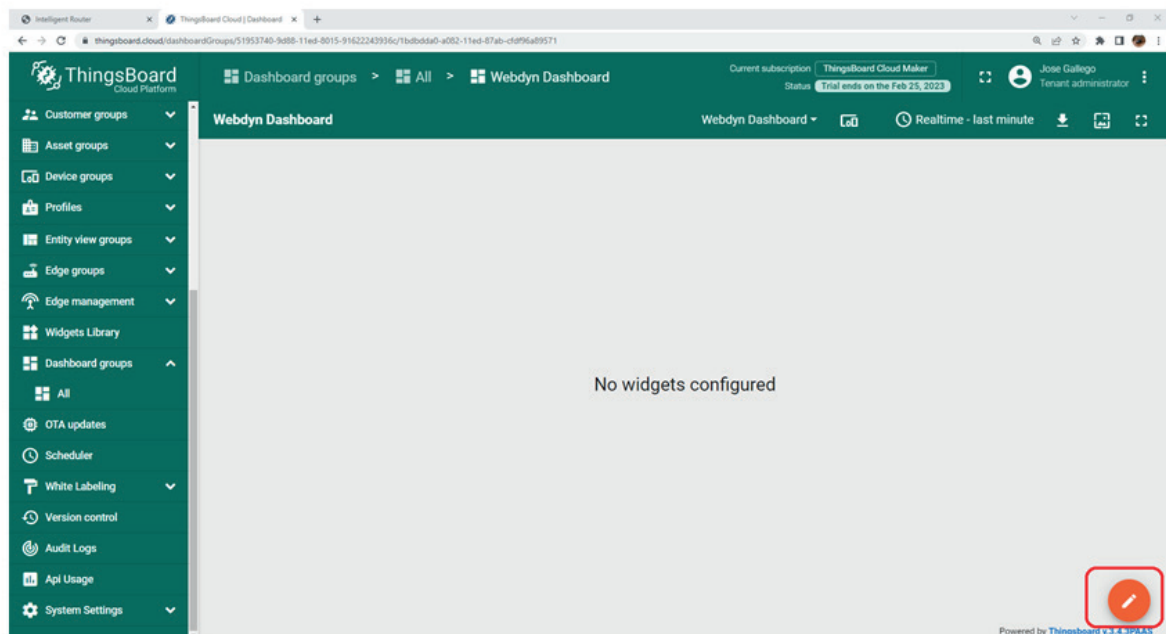 Intelligent Router
ThingsBoard Cloud | Dashboard
thingsboard.cloud/dashboardGroups/51953740-9d88-11ed-8015-91622243936c/1bdbdda0-a082-11ed-87ab-cfdf96a89571
ThingsBoard
Cloud Platform
Dashboard groups > All > Webdyn Dashboard
Current subscription ThingsBoard Cloud Maker
Status Trial ends on the Feb 25, 2023
Jose Gallego
Tenant administrator
Customer groups
Asset groups
Device groups
Profiles
Entity view groups
Edge groups
Edge management
Widgets Library
Dashboard groups
All
OTA updates
Scheduler
White Labeling
Version control
Audit Logs
Api Usage
System Settings
Webdyn Dashboard
Webdyn Dashboard
Realtime - last minute
No widgets configured
Powered by Thingsboard v.3.4.3PAAS